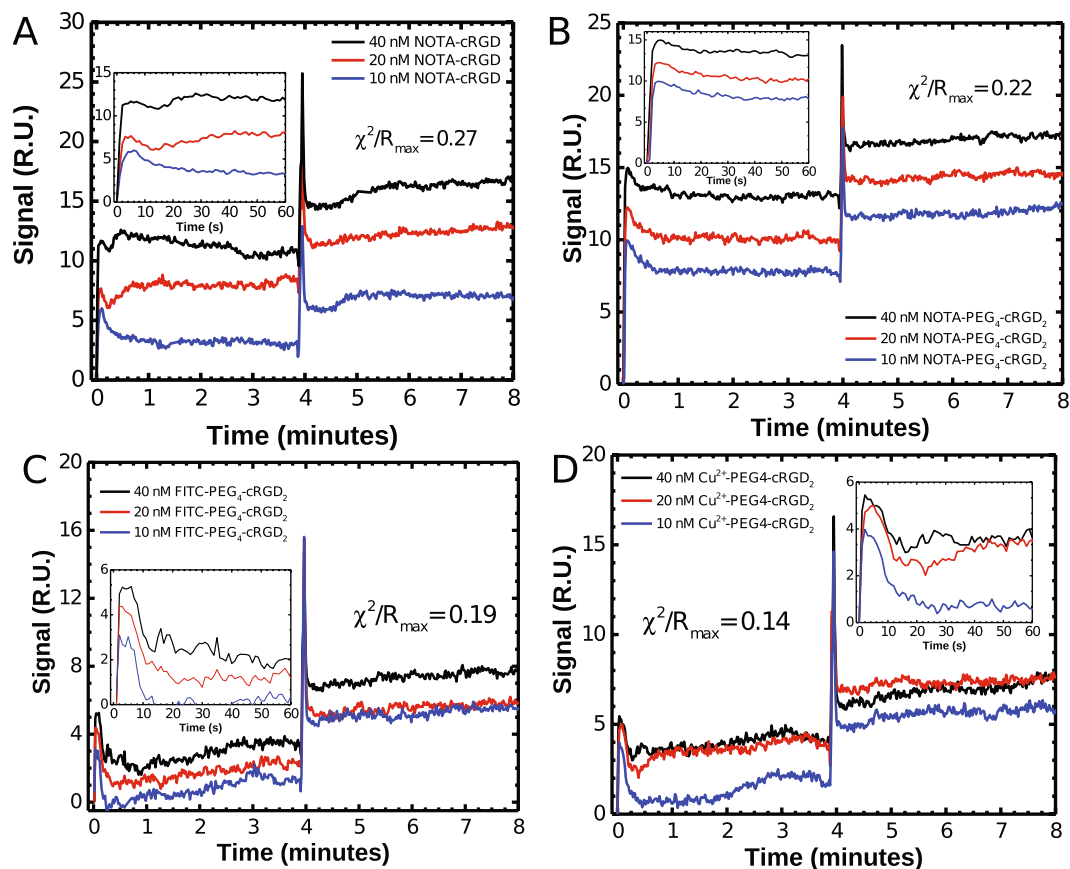 A
30
25
20
15
10
5
0
Signal (R.U.)
40 nM NOTA-cRGD
20 nM NOTA-cRGD
10 nM NOTA-cRGD
χ²/Rmax=0.27
15
10
5
0
0 10 20 30 40 50 60
Time (s)
0 1 2 3 4 5 6 7 8
Time (minutes)
B
25
20
15
10
5
0
Signal (R.U.)
15
10
5
0
0 10 20 30 40 50 60
Time (s)
χ²/Rmax=0.22
40 nM NOTA-PEG₄-cRGD₂
20 nM NOTA-PEG₄-cRGD₂
10 nM NOTA-PEG₄-cRGD₂
0 1 2 3 4 5 6 7 8
Time (minutes)
C
20
16
12
8
4
0
Signal (R.U.)
40 nM FITC-PEG₄-cRGD₂
20 nM FITC-PEG₄-cRGD₂
10 nM FITC-PEG₄-cRGD₂
6
4
2
0
0 10 20 30 40 50 60
Time (s)
χ²/Rmax=0.19
0 1 2 3 4 5 6 7 8
Time (minutes)
D
20
15
10
5
0
Signal (R.U.)
40 nM Cu²⁺-PEG4-cRGD₂
20 nM Cu²⁺-PEG4-cRGD₂
10 nM Cu²⁺-PEG4-cRGD₂
6
4
2
0
0 10 20 30 40 50 60
Time (s)
χ²/Rmax=0.14
0 1 2 3 4 5 6 7 8
Time (minutes)